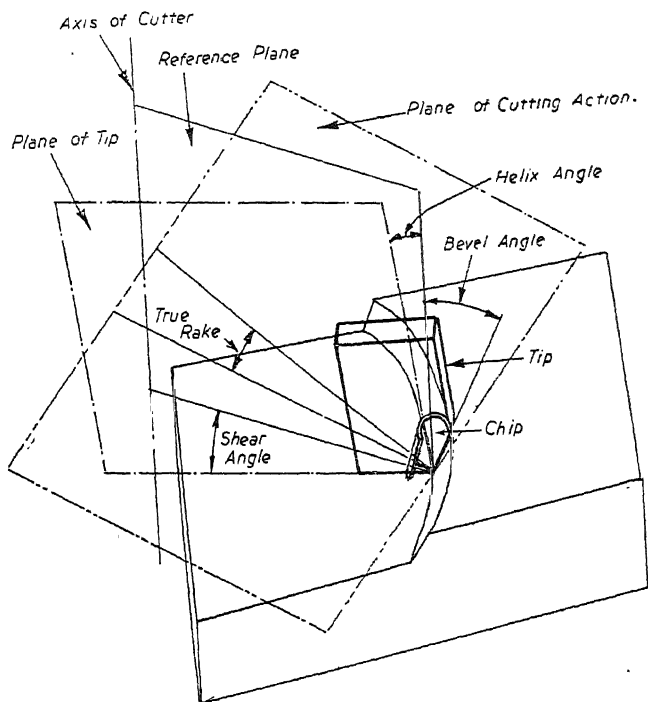 Axis of Cutter
Reference Plane
Plane of Cutting Action.
Plane of Tip
Helix Angle
Bevel Angle
True
Rake
Tip
Chip
Shear
Angle